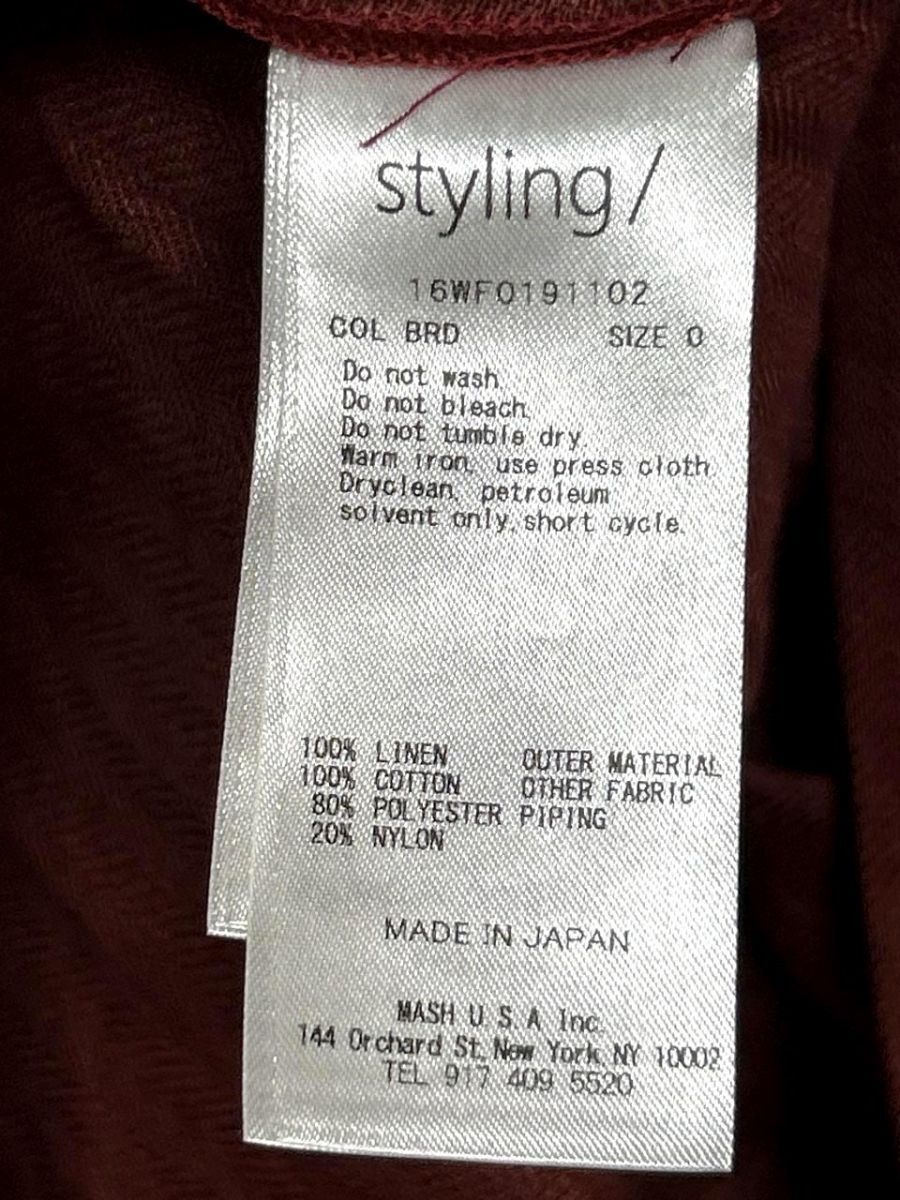 styling/
16WF0191102
COL BRD SIZE 0
Do not wash.
Do not bleach.
Do not tumble dry.
Warm iron, use press cloth.
Dryclean, petroleum
solvent only, short cycle.
100% LINEN OUTER MATERIAL
100% COTTON OTHER FABRIC
80% POLYESTER PIPING
20% NYLON
MADE IN JAPAN
MASH U S A Inc.
144 Orchard St. New York, NY 10002
TEL 917 409 5520